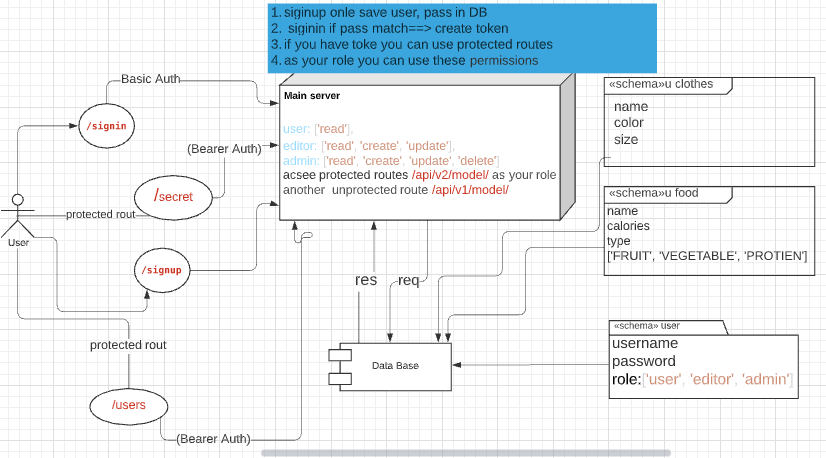 1. siginup onle save user, pass in DB
2. siginin if pass match==> create token
3. if you have toke you can use protected routes
4. as your role you can use these permissions
Basic Auth
/signin
(Bearer Auth)
/secret
protected rout
User
/signup
protected rout
/users
(Bearer Auth)
Main server
user: ['read'],
editor: ['read', 'create', 'update'],
admin: ['read', 'create', 'update', 'delete']
acsee protected routes /api/v2/model/ as your role
another unprotected route /api/v1/model/
res
req
Data Base
«schema»u clothes
name
color
size
«schema»u food
name
calories
type
['FRUIT', 'VEGETABLE', 'PROTIEN']
«schema» user
username
password
role:['user', 'editor', 'admin']